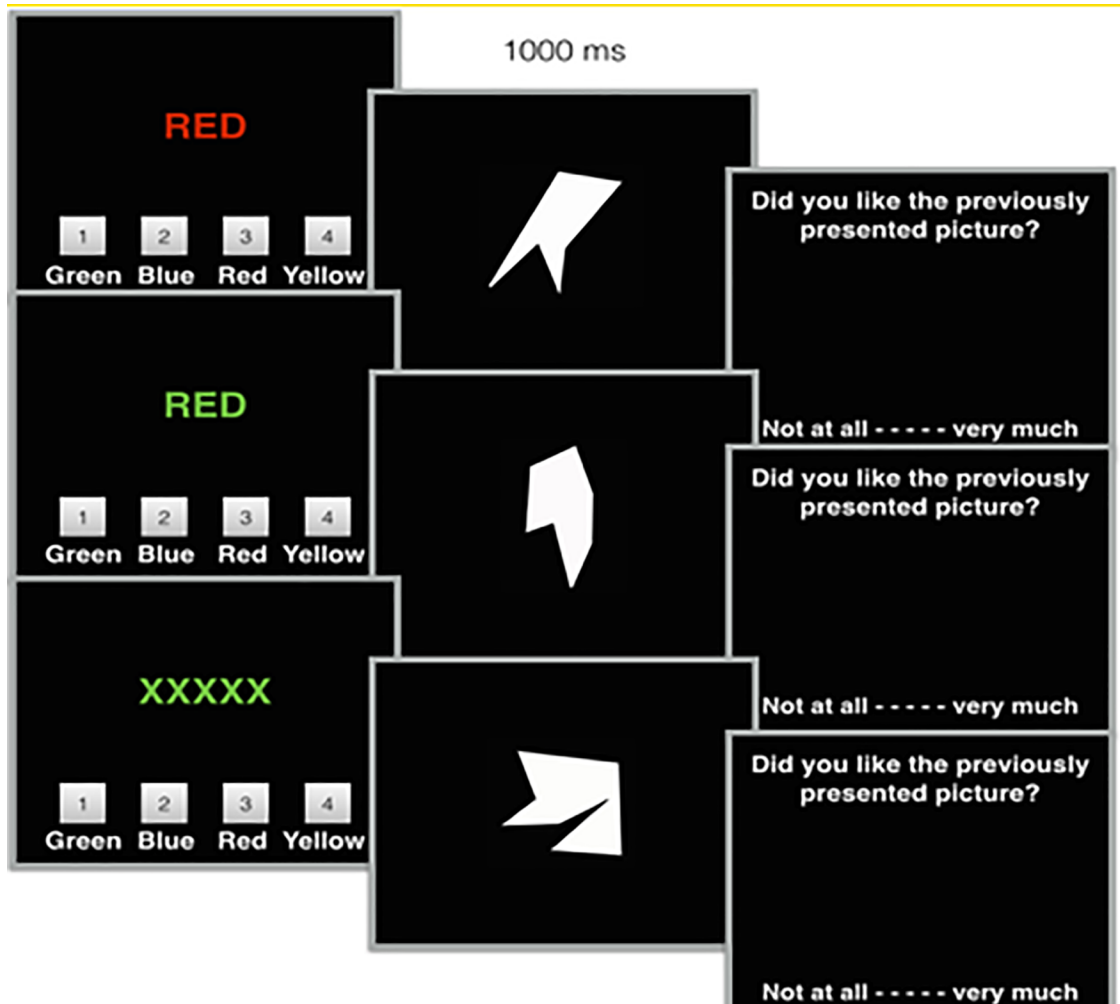 1000 ms
RED
1 2 3 4
Green Blue Red Yellow
Did you like the previously
presented picture?
Not at all - - - - - very much
RED
1 2 3 4
Green Blue Red Yellow
Did you like the previously
presented picture?
Not at all - - - - - very much
XXXXX
1 2 3 4
Green Blue Red Yellow
Did you like the previously
presented picture?
Not at all - - - - - very much